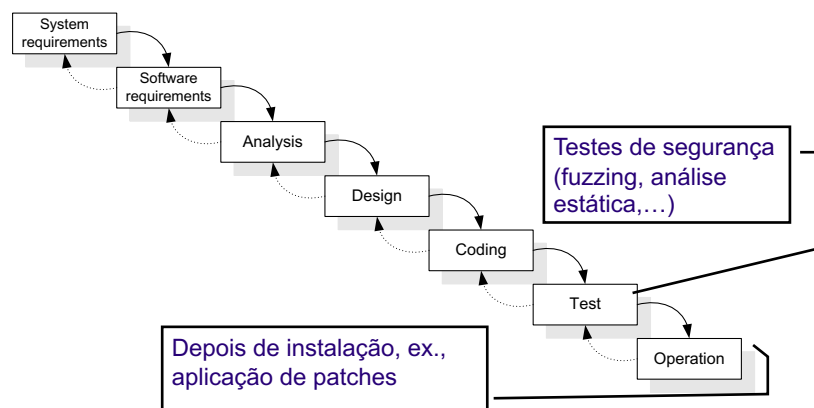 System
requirements
Software
requirements
Analysis
Testes de segurança
(fuzzing, análise
estática,…)
Design
Coding
Test
Depois de instalação, ex.,
aplicação de patches
Operation